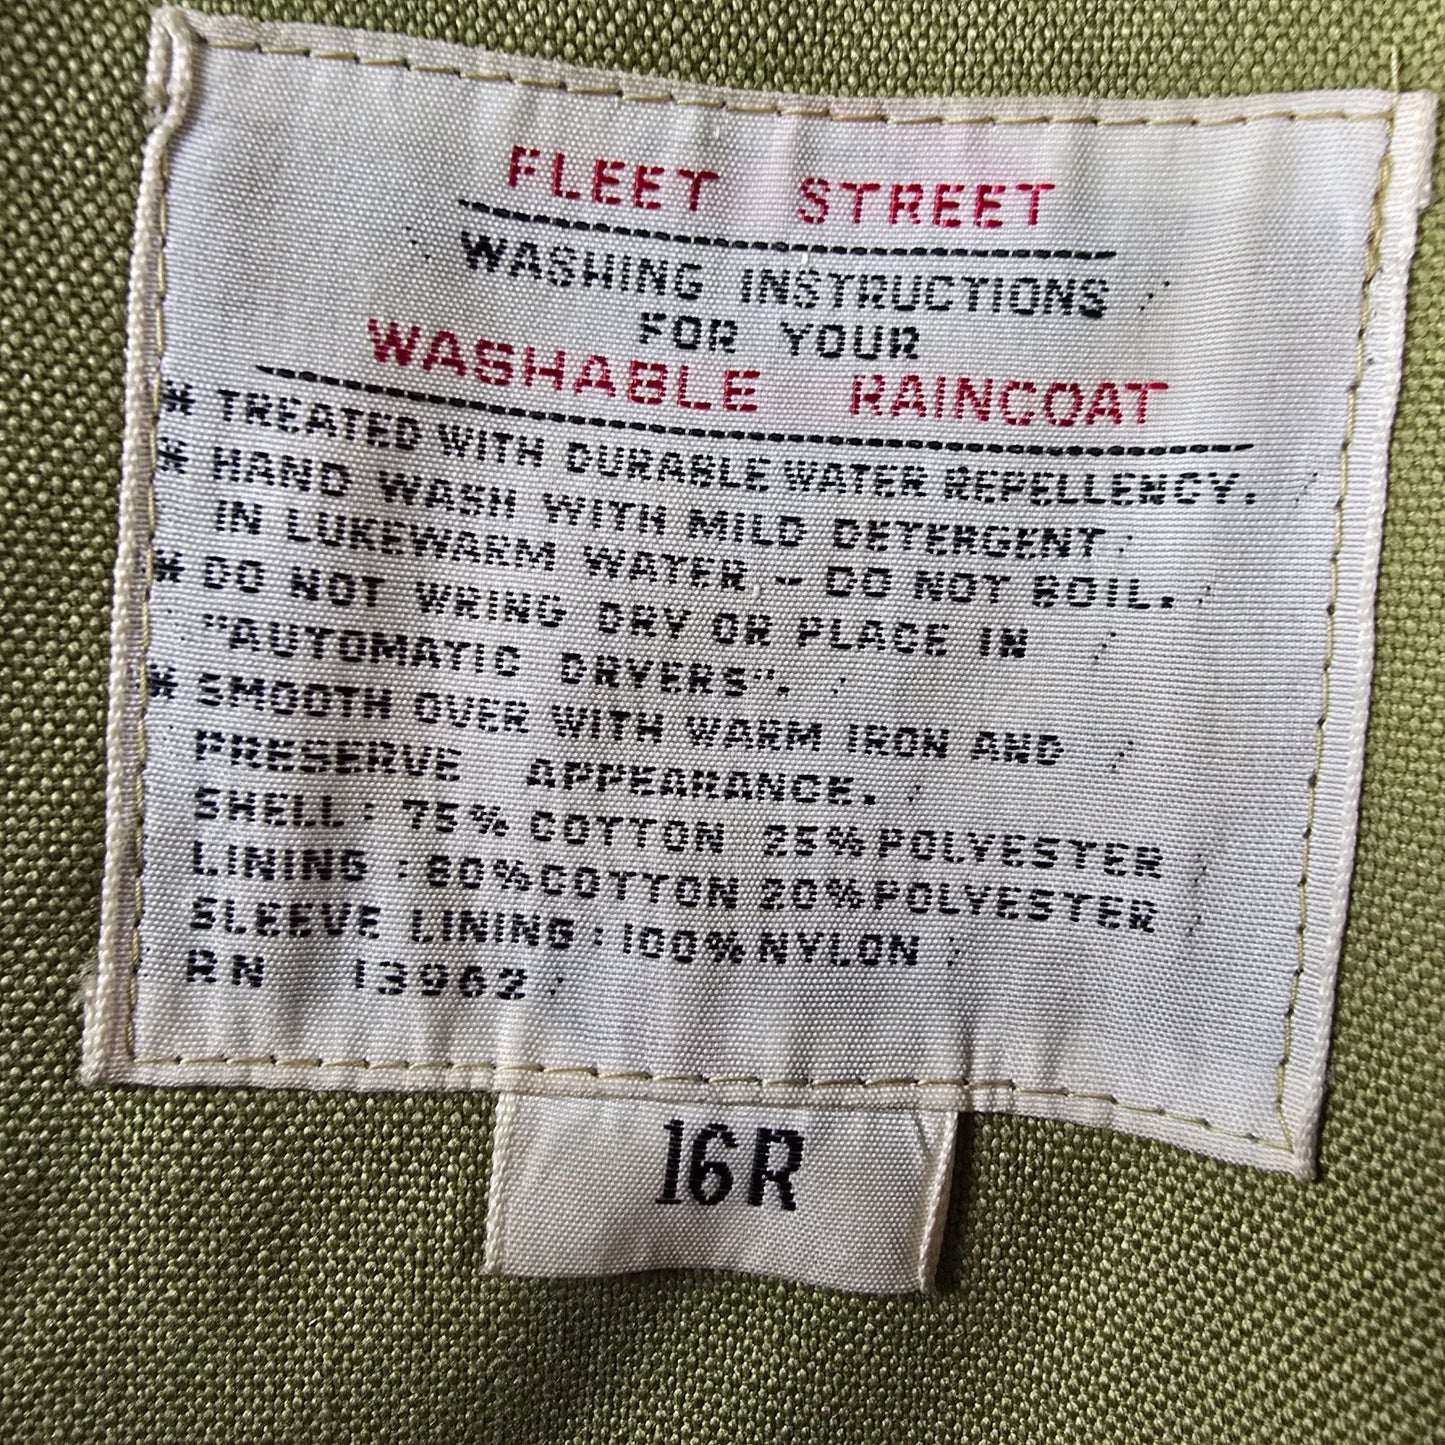 FLEET STREET
WASHING INSTRUCTIONS
FOR YOUR
WASHABLE RAINCOAT
* TREATED WITH DURABLE WATER REPELLENCY.
* HAND WASH WITH MILD DETERGENT
IN LUKEWARM WATER, - DO NOT BOIL.
* DO NOT WRING DRY OR PLACE IN
"AUTOMATIC DRYERS".
* SMOOTH OVER WITH WARM IRON AND
PRESERVE APPEARANCE.
SHELL: 75% COTTON 25% POLYESTER
LINING : 80% COTTON 20% POLYESTER
SLEEVE LINING : 100% NYLON
RN 13962
16R